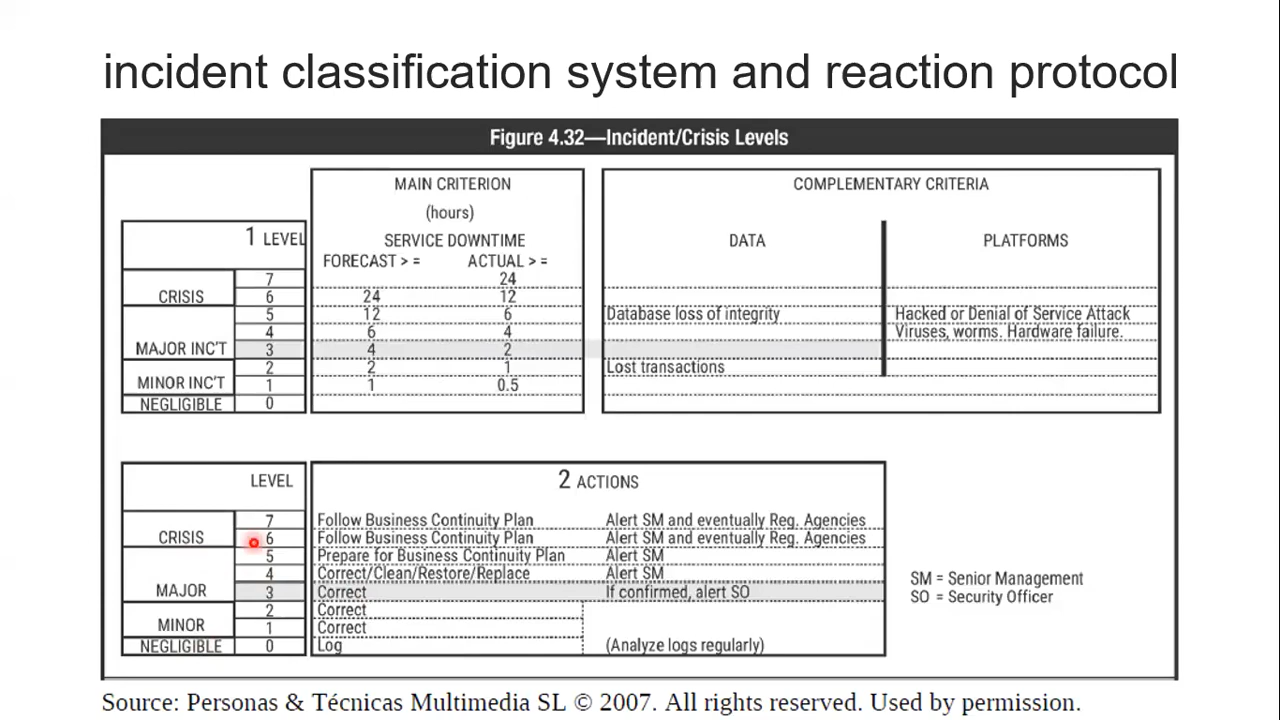 incident classification system and reaction protocol
Figure 4.32—Incident/Crisis Levels
MAIN CRITERION
(hours)
COMPLEMENTARY CRITERIA
1 LEVEL
SERVICE DOWNTIME
DATA
PLATFORMS
FORECAST > =
ACTUAL > =
7 24
CRISIS 6 24 12
5 12 6 Database loss of integrity Hacked or Denial of Service Attack
4 6 4 Viruses, worms. Hardware failure.
MAJOR INC'T 3 4 2
2 2 1 Lost transactions
MINOR INC'T 1 1 0.5
NEGLIGIBLE 0
LEVEL 2 ACTIONS
7 Follow Business Continuity Plan Alert SM and eventually Reg. Agencies
CRISIS 6 Follow Business Continuity Plan Alert SM and eventually Reg. Agencies
5 Prepare for Business Continuity Plan Alert SM
4 Correct/Clean/Restore/Replace Alert SM
MAJOR 3 Correct If confirmed, alert SO
2 Correct
MINOR 1 Correct
NEGLIGIBLE 0 Log (Analyze logs regularly)
SM = Senior Management
SO = Security Officer
Source: Personas & Técnicas Multimedia SL © 2007. All rights reserved. Used by permission.